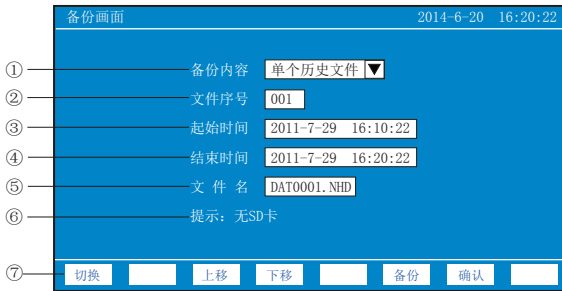 备份画面 2014-6-20 16:20:22
① 备份内容 单个历史文件
② 文件序号 001
③ 起始时间 2011-7-29 16:10:22
④ 结束时间 2011-7-29 16:20:22
⑤ 文 件 名 DAT0001.NHD
⑥ 提示：无SD卡
⑦ 切换 上移 下移 备份 确认